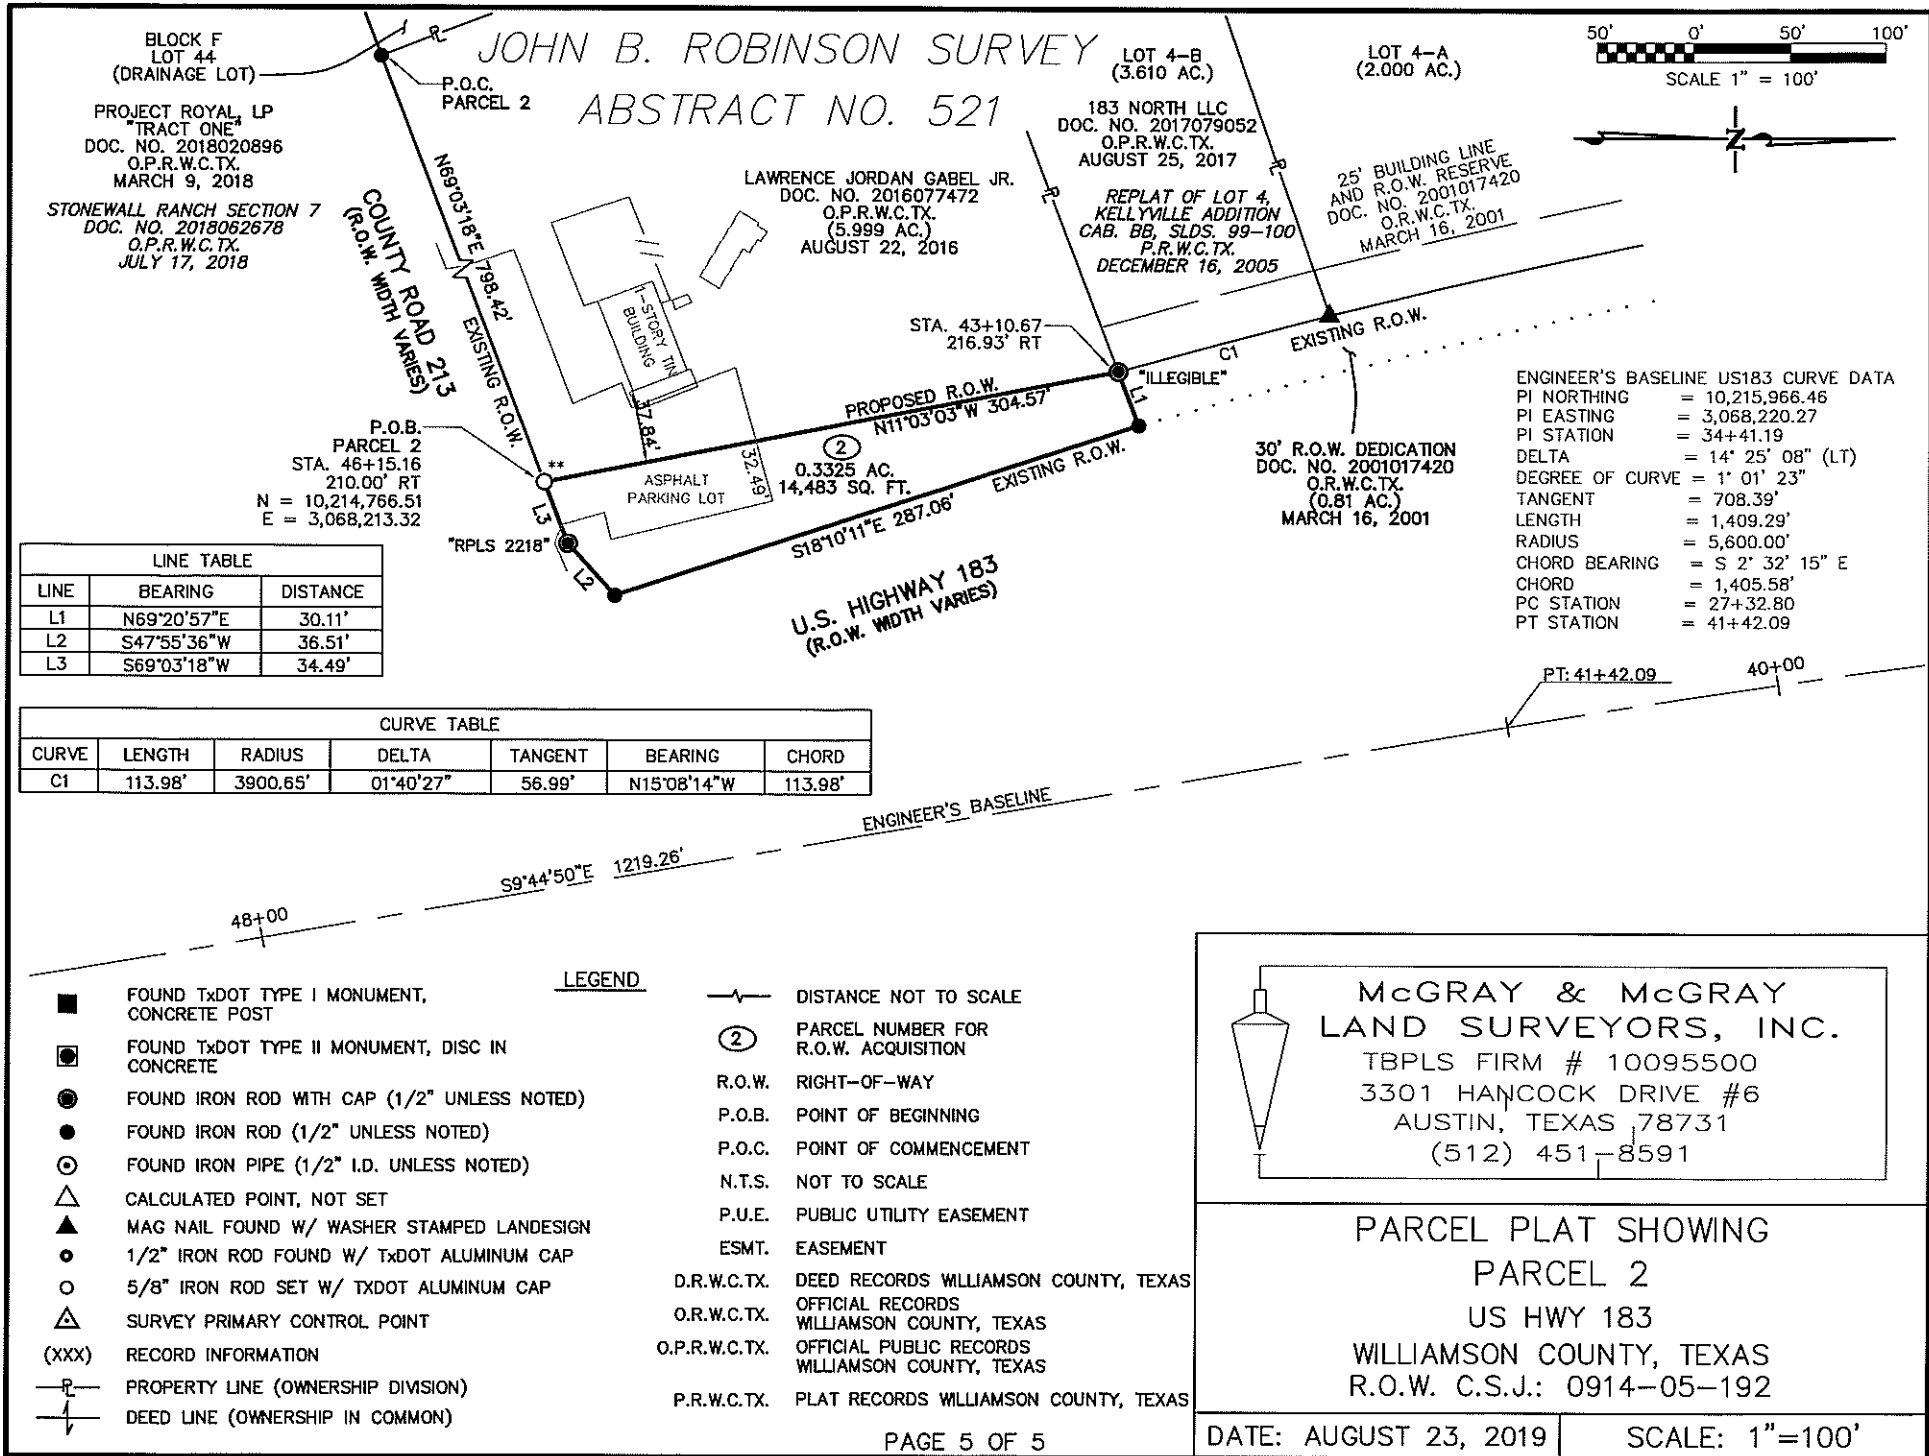 BLOCK F
LOT 44
(DRAINAGE LOT)
P.O.C.
PARCEL 2
JOHN B. ROBINSON SURVEY
ABSTRACT NO. 521
LOT 4-B
(3.610 AC.)
LOT 4-A
(2.000 AC.)
50' 0' 50' 100'
SCALE 1" = 100'
PROJECT ROYAL, LP
"TRACT ONE"
DOC. NO. 2018020896
O.P.R.W.C.TX.
MARCH 9, 2018
STONEWALL RANCH SECTION 7
DOC. NO. 2018062678
O.P.R.W.C.TX.
JULY 17, 2018
COUNTY ROAD 213
(R.O.W. WIDTH VARIES)
N69°03'18"E 798.42'
EXISTING R.O.W.
LAWRENCE JORDAN GABEL JR.
DOC. NO. 2016077472
O.P.R.W.C.TX.
(5.999 AC.)
AUGUST 22, 2016
183 NORTH LLC
DOC. NO. 2017079052
O.P.R.W.C.TX.
AUGUST 25, 2017
REPLAT OF LOT 4,
KELLYVILLE ADDITION
CAB. BB, SLDS. 99-100
P.R.W.C.TX.
DECEMBER 16, 2005
25' BUILDING LINE
AND R.O.W. RESERVE
DOC. NO. 2001017420
O.R.W.C.TX.
MARCH 16, 2001
N
1-STORY TIN
BUILDING
STA. 43+10.67
216.93' RT
"ILLEGIBLE"
C1
EXISTING R.O.W.
L1
PROPOSED R.O.W.
N11°03'03"W 304.57'
37.84'
32.49'
P.O.B.
PARCEL 2
STA. 46+15.16
210.00' RT
N = 10,214,766.51
E = 3,068,213.32
**
ASPHALT
PARKING LOT
2
0.3325 AC.
14,483 SQ. FT.
EXISTING R.O.W.
S18°10'11"E 287.06'
L3
"RPLS 2218"
L2
U.S. HIGHWAY 183
(R.O.W. WIDTH VARIES)
30' R.O.W. DEDICATION
DOC. NO. 2001017420
O.R.W.C.TX.
(0.81 AC.)
MARCH 16, 2001
ENGINEER'S BASELINE US183 CURVE DATA
PI NORTHING = 10,215,966.46
PI EASTING = 3,068,220.27
PI STATION = 34+41.19
DELTA = 14° 25' 08" (LT)
DEGREE OF CURVE = 1° 01' 23"
TANGENT = 708.39'
LENGTH = 1,409.29'
RADIUS = 5,600.00'
CHORD BEARING = S 2° 32' 15" E
CHORD = 1,405.58'
PC STATION = 27+32.80
PT STATION = 41+42.09
LINE TABLE
LINE BEARING DISTANCE
L1 N69°20'57"E 30.11'
L2 S47°55'36"W 36.51'
L3 S69°03'18"W 34.49'
CURVE TABLE
CURVE LENGTH RADIUS DELTA TANGENT BEARING CHORD
C1 113.98' 3900.65' 01°40'27" 56.99' N15°08'14"W 113.98'
PT: 41+42.09
40+00
ENGINEER'S BASELINE
S9°44'50"E 1219.26'
48+00
LEGEND
FOUND TxDOT TYPE I MONUMENT,
CONCRETE POST
FOUND TxDOT TYPE II MONUMENT, DISC IN
CONCRETE
FOUND IRON ROD WITH CAP (1/2" UNLESS NOTED)
FOUND IRON ROD (1/2" UNLESS NOTED)
FOUND IRON PIPE (1/2" I.D. UNLESS NOTED)
CALCULATED POINT, NOT SET
MAG NAIL FOUND W/ WASHER STAMPED LANDESIGN
1/2" IRON ROD FOUND W/ TxDOT ALUMINUM CAP
5/8" IRON ROD SET W/ TXDOT ALUMINUM CAP
SURVEY PRIMARY CONTROL POINT
(XXX) RECORD INFORMATION
PROPERTY LINE (OWNERSHIP DIVISION)
DEED LINE (OWNERSHIP IN COMMON)
DISTANCE NOT TO SCALE
2 PARCEL NUMBER FOR
R.O.W. ACQUISITION
R.O.W. RIGHT-OF-WAY
P.O.B. POINT OF BEGINNING
P.O.C. POINT OF COMMENCEMENT
N.T.S. NOT TO SCALE
P.U.E. PUBLIC UTILITY EASEMENT
ESMT. EASEMENT
D.R.W.C.TX. DEED RECORDS WILLIAMSON COUNTY, TEXAS
O.R.W.C.TX. OFFICIAL RECORDS
WILLIAMSON COUNTY, TEXAS
O.P.R.W.C.TX. OFFICIAL PUBLIC RECORDS
WILLIAMSON COUNTY, TEXAS
P.R.W.C.TX. PLAT RECORDS WILLIAMSON COUNTY, TEXAS
PAGE 5 OF 5
McGRAY & McGRAY
LAND SURVEYORS, INC.
TBPLS FIRM # 10095500
3301 HANCOCK DRIVE #6
AUSTIN, TEXAS 78731
(512) 451-8591
PARCEL PLAT SHOWING
PARCEL 2
US HWY 183
WILLIAMSON COUNTY, TEXAS
R.O.W. C.S.J.: 0914-05-192
DATE: AUGUST 23, 2019
SCALE: 1"=100'